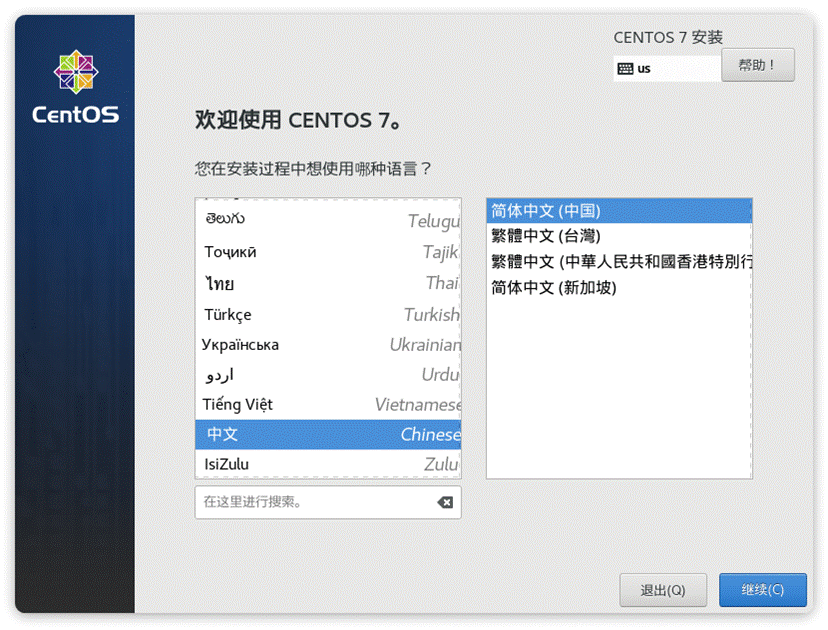 CENTOS 7 安装
us
帮助！
CentOS
欢迎使用 CENTOS 7。
您在安装过程中想使用哪种语言？
తెలుగు Telugu
Тоҷикӣ Tajik
ไทย Thai
Türkçe Turkish
Українська Ukrainian
اردو Urdu
Tiếng Việt Vietnamese
中文 Chinese
IsiZulu Zulu
在这里进行搜索。
简体中文 (中国)
繁體中文 (台灣)
繁體中文 (中華人民共和國香港特別行
简体中文 (新加坡)
退出(Q)
继续(C)